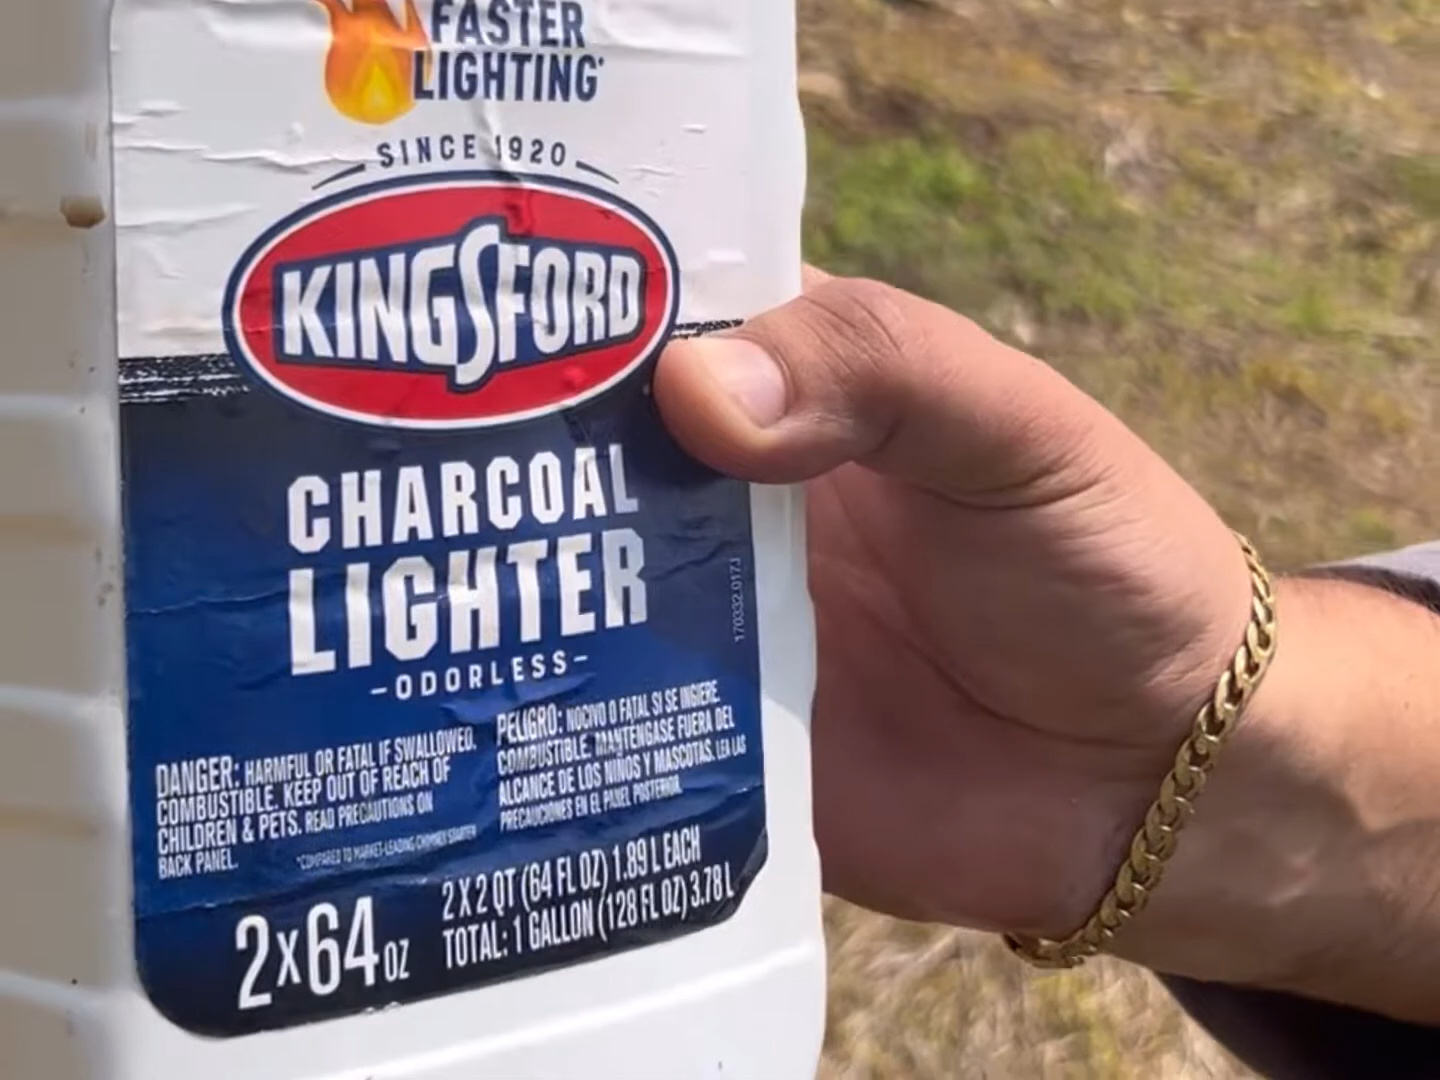 FASTER
LIGHTING*
SINCE 1920
KINGSFORD
CHARCOAL
LIGHTER
-ODORLESS-
170332.017J
DANGER: HARMFUL OR FATAL IF SWALLOWED.
COMBUSTIBLE. KEEP OUT OF REACH OF
CHILDREN & PETS. READ PRECAUTIONS ON
BACK PANEL.
*COMPARED TO MARKET-LEADING CHIMNEY STARTER
PELIGRO: NOCIVO O FATAL SI SE INGIERE.
COMBUSTIBLE. MANTÉNGASE FUERA DEL
ALCANCE DE LOS NIÑOS Y MASCOTAS. LEA LAS
PRECAUCIONES EN EL PANEL POSTERIOR.
2x64 OZ
2 X 2 QT (64 FL OZ) 1.89 L EACH
TOTAL: 1 GALLON (128 FL OZ) 3.78 L